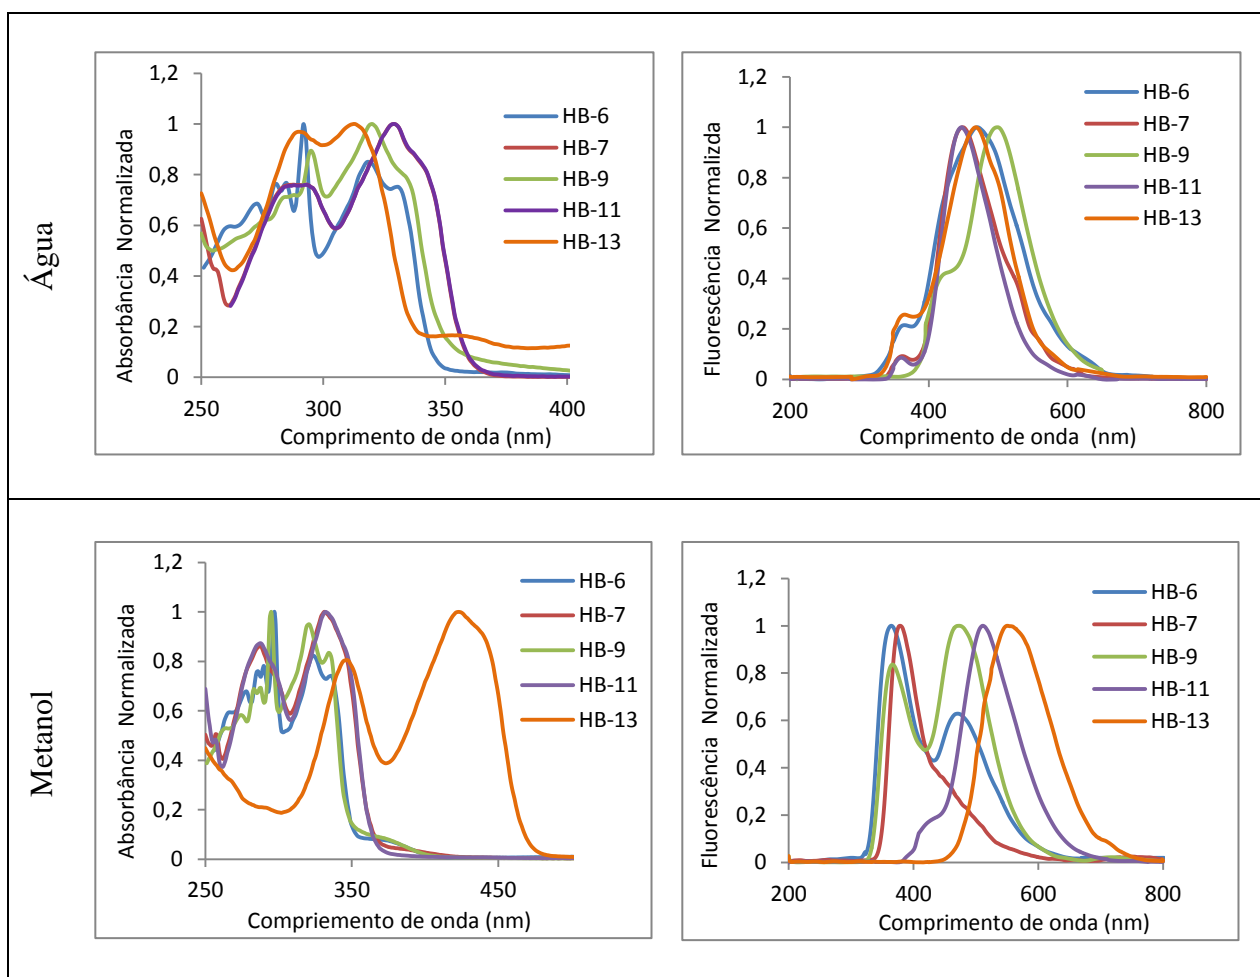 Água
Absorbância Normalizada
1,2
1
0,8
0,6
0,4
0,2
0
250
300
350
400
Comprimento de onda (nm)
HB-6
HB-7
HB-9
HB-11
HB-13
Fluorescência Normalizda
1,2
1
0,8
0,6
0,4
0,2
0
200
400
600
800
Comprimento de onda (nm)
HB-6
HB-7
HB-9
HB-11
HB-13
Metanol
Absorbância Normalizada
1,2
1
0,8
0,6
0,4
0,2
0
250
350
450
Compriemento de onda (nm)
HB-6
HB-7
HB-9
HB-11
HB-13
Fluorescência Normalizada
1,2
1
0,8
0,6
0,4
0,2
0
200
400
600
800
Comprimento de onda (nm)
HB-6
HB-7
HB-9
HB-11
HB-13